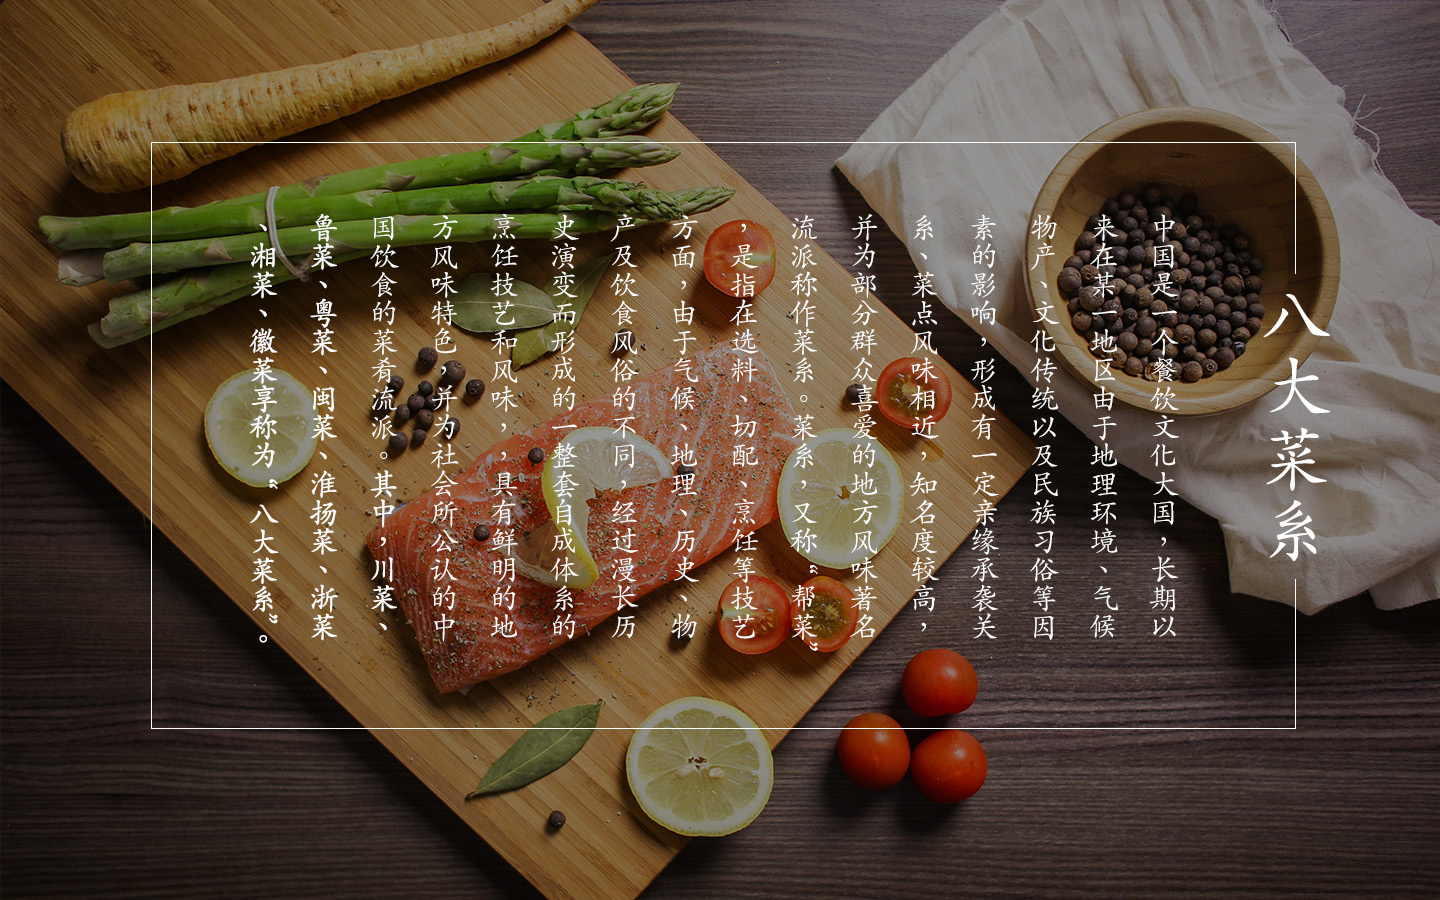 八大菜系
中国是一个餐饮文化大国，长期以
来在某一地区由于地理环境、气候
物产、文化传统以及民族习俗等因
素的影响，形成有一定亲缘承袭关
系、菜点风味相近，知名度较高，
并为部分群众喜爱的地方风味著名
流派称作菜系。菜系，又称“帮菜”
，是指在选料、切配、烹饪等技艺
方面，由于气候、地理、历史、物
产及饮食风俗的不同，经过漫长历
史演变而形成的一整套自成体系的
烹饪技艺和风味，，具有鲜明的地
方风味特色，并为社会所公认的中
国饮食的菜肴流派。其中，川菜、
鲁菜、粤菜、闽菜、淮扬菜、浙菜
、湘菜、徽菜享称为“八大菜系”。